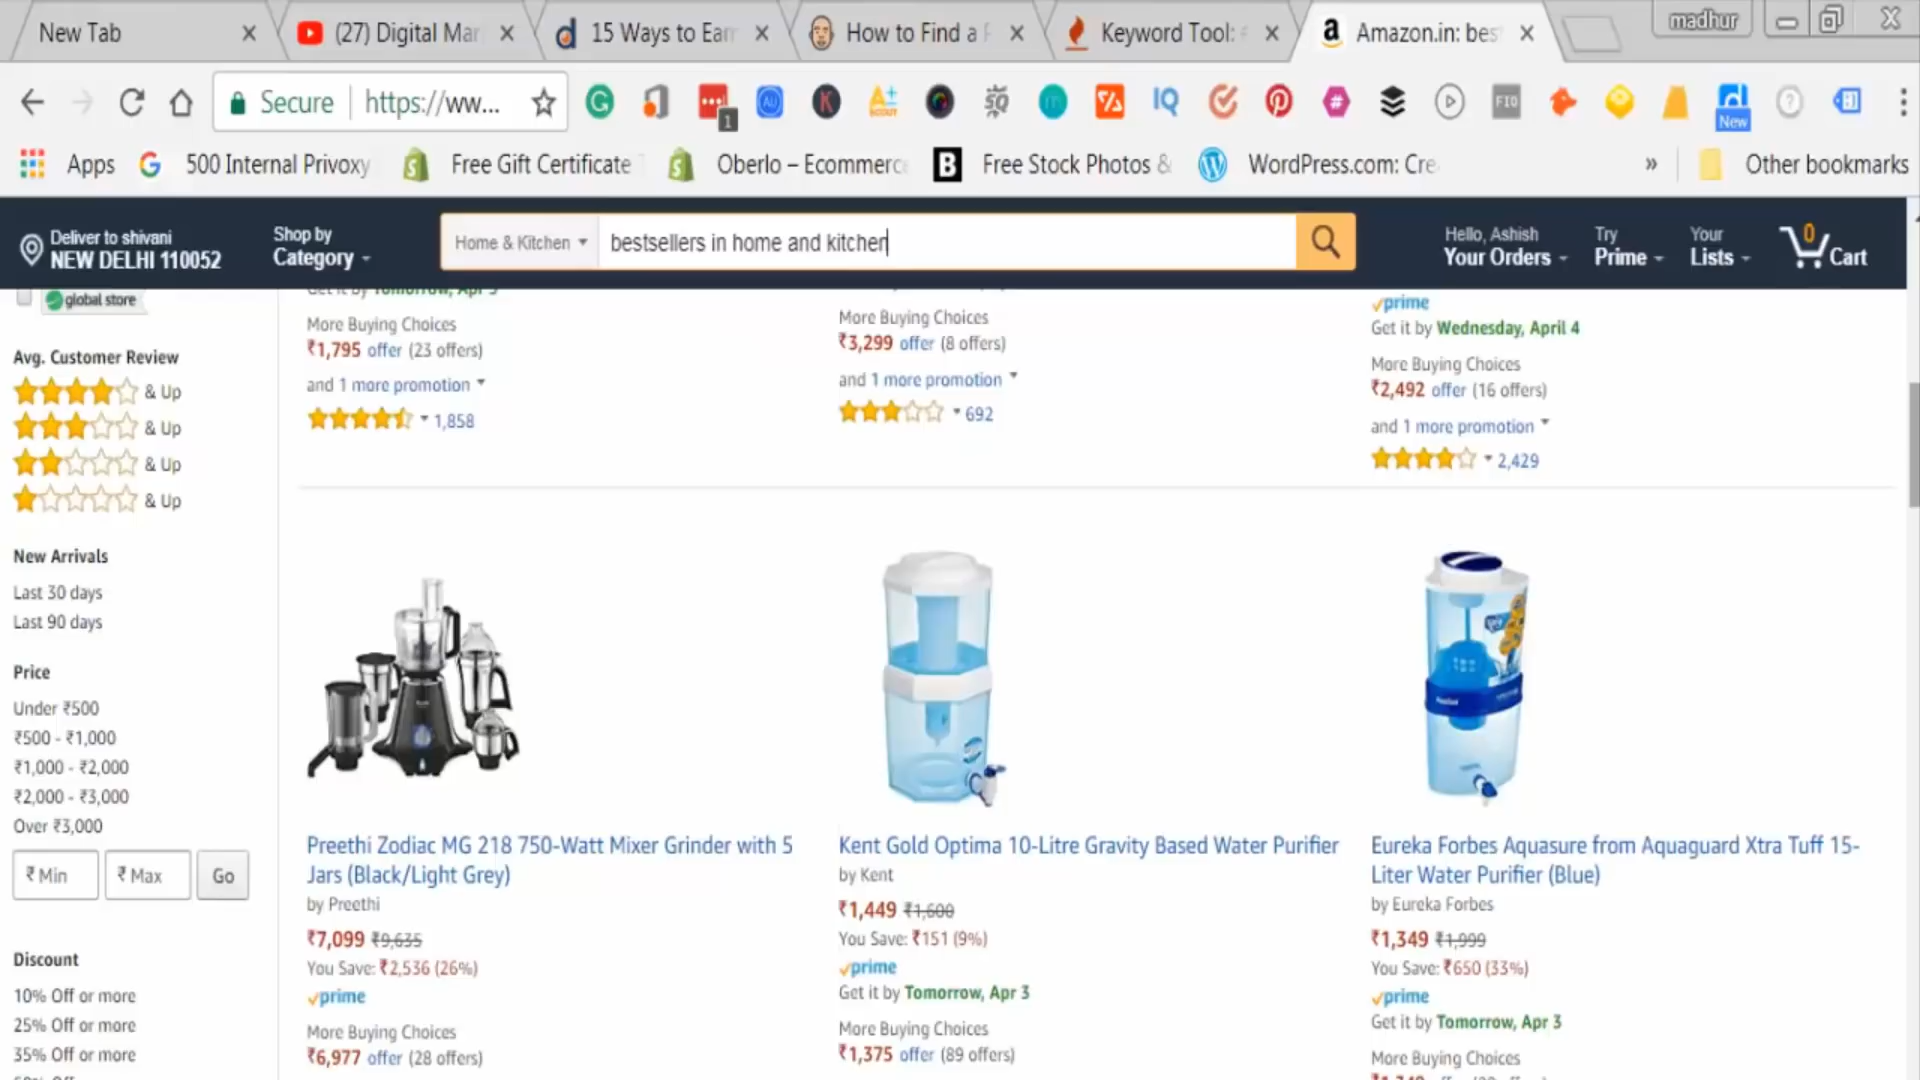 New Tab
(27) Digital Mar
15 Ways to Earn
How to Find a P
Keyword Tool:
Amazon.in: bes
madhur
Secure
https://ww...
1
New
Apps
500 Internal Privoxy
Free Gift Certificate
Oberlo – Ecommerc
Free Stock Photos &
WordPress.com: Cre
»
Other bookmarks
Deliver to shivani
NEW DELHI 110052
Shop by
Category
Home & Kitchen
bestsellers in home and kitchen
Hello, Ashish
Your Orders
Try
Prime
Your
Lists
0
Cart
global store
Avg. Customer Review
& Up
& Up
& Up
& Up
New Arrivals
Last 30 days
Last 90 days
Price
Under ₹500
₹500 - ₹1,000
₹1,000 - ₹2,000
₹2,000 - ₹3,000
Over ₹3,000
₹ Min
₹ Max
Go
Discount
10% Off or more
25% Off or more
35% Off or more
Get it by Tomorrow, Apr 3
More Buying Choices
₹1,795 offer (23 offers)
and 1 more promotion
1,858
More Buying Choices
₹3,299 offer (8 offers)
and 1 more promotion
692
prime
Get it by Wednesday, April 4
More Buying Choices
₹2,492 offer (16 offers)
and 1 more promotion
2,429
Preethi Zodiac MG 218 750-Watt Mixer Grinder with 5
Jars (Black/Light Grey)
by Preethi
₹7,099 ₹9,635
You Save: ₹2,536 (26%)
prime
More Buying Choices
₹6,977 offer (28 offers)
Kent Gold Optima 10-Litre Gravity Based Water Purifier
by Kent
₹1,449 ₹1,600
You Save: ₹151 (9%)
prime
Get it by Tomorrow, Apr 3
More Buying Choices
₹1,375 offer (89 offers)
Eureka Forbes Aquasure from Aquaguard Xtra Tuff 15-
Liter Water Purifier (Blue)
by Eureka Forbes
₹1,349 ₹1,999
You Save: ₹650 (33%)
prime
Get it by Tomorrow, Apr 3
More Buying Choices